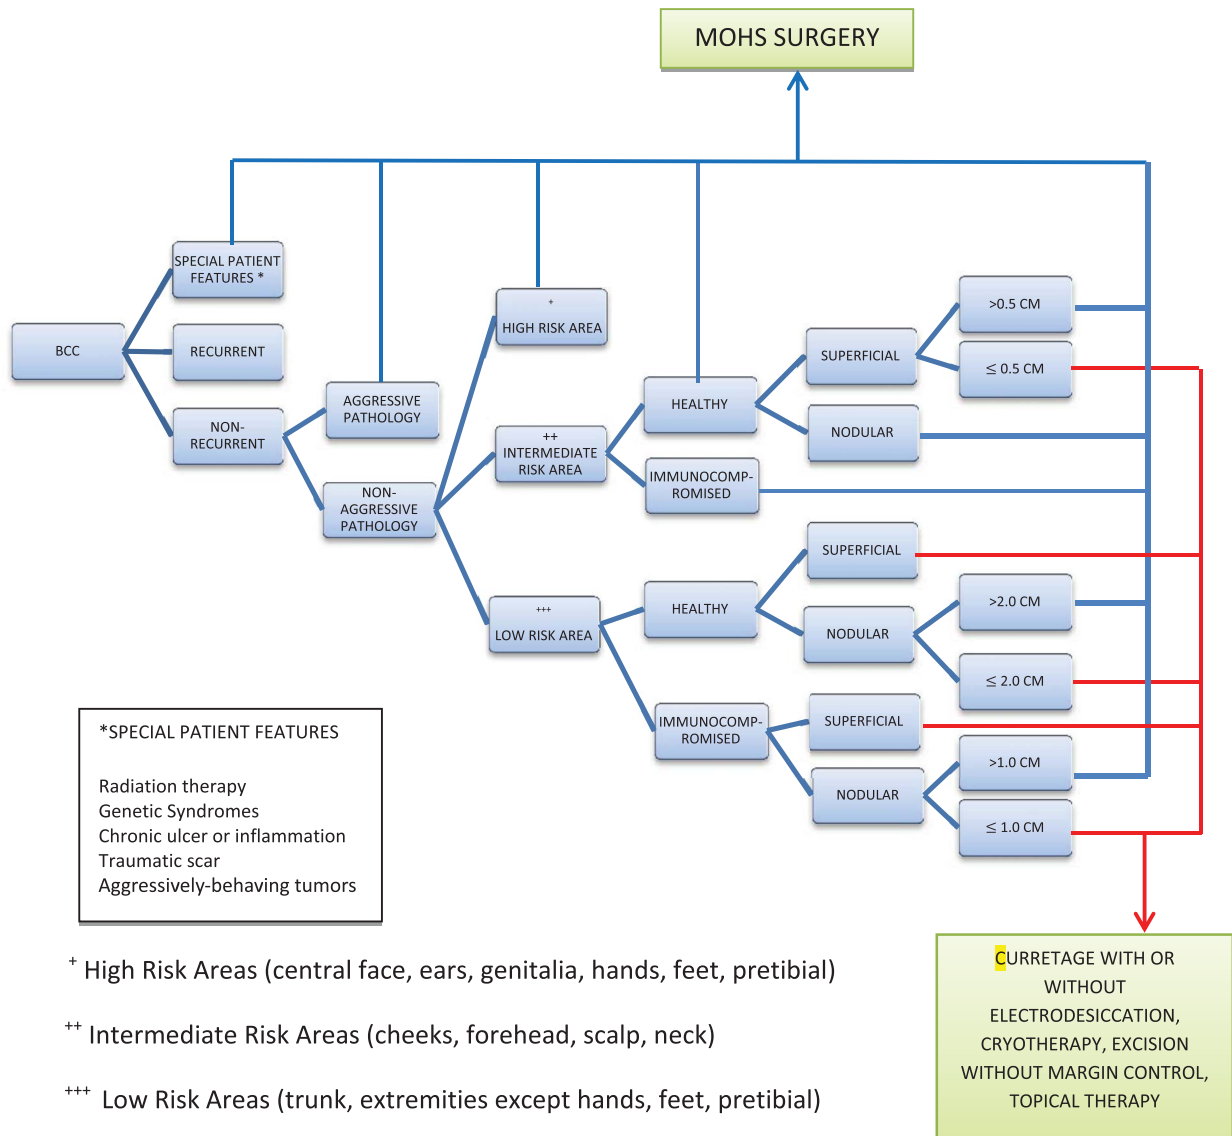 MOHS SURGERY
SPECIAL PATIENT
FEATURES *
BCC
RECURRENT
NON-
RECURRENT
AGGRESSIVE
PATHOLOGY
NON-
AGGRESSIVE
PATHOLOGY
+
HIGH RISK AREA
++
INTERMEDIATE
RISK AREA
+++
LOW RISK AREA
HEALTHY
IMMUNOCOMP-
ROMISED
HEALTHY
IMMUNOCOMP-
ROMISED
SUPERFICIAL
NODULAR
SUPERFICIAL
NODULAR
SUPERFICIAL
NODULAR
>0.5 CM
≤ 0.5 CM
>2.0 CM
≤ 2.0 CM
>1.0 CM
≤ 1.0 CM
*SPECIAL PATIENT FEATURES
Radiation therapy
Genetic Syndromes
Chronic ulcer or inflammation
Traumatic scar
Aggressively-behaving tumors
+ High Risk Areas (central face, ears, genitalia, hands, feet, pretibial)
++ Intermediate Risk Areas (cheeks, forehead, scalp, neck)
+++ Low Risk Areas (trunk, extremities except hands, feet, pretibial)
CURRETAGE WITH OR
WITHOUT
ELECTRODESICCATION,
CRYOTHERAPY, EXCISION
WITHOUT MARGIN CONTROL,
TOPICAL THERAPY